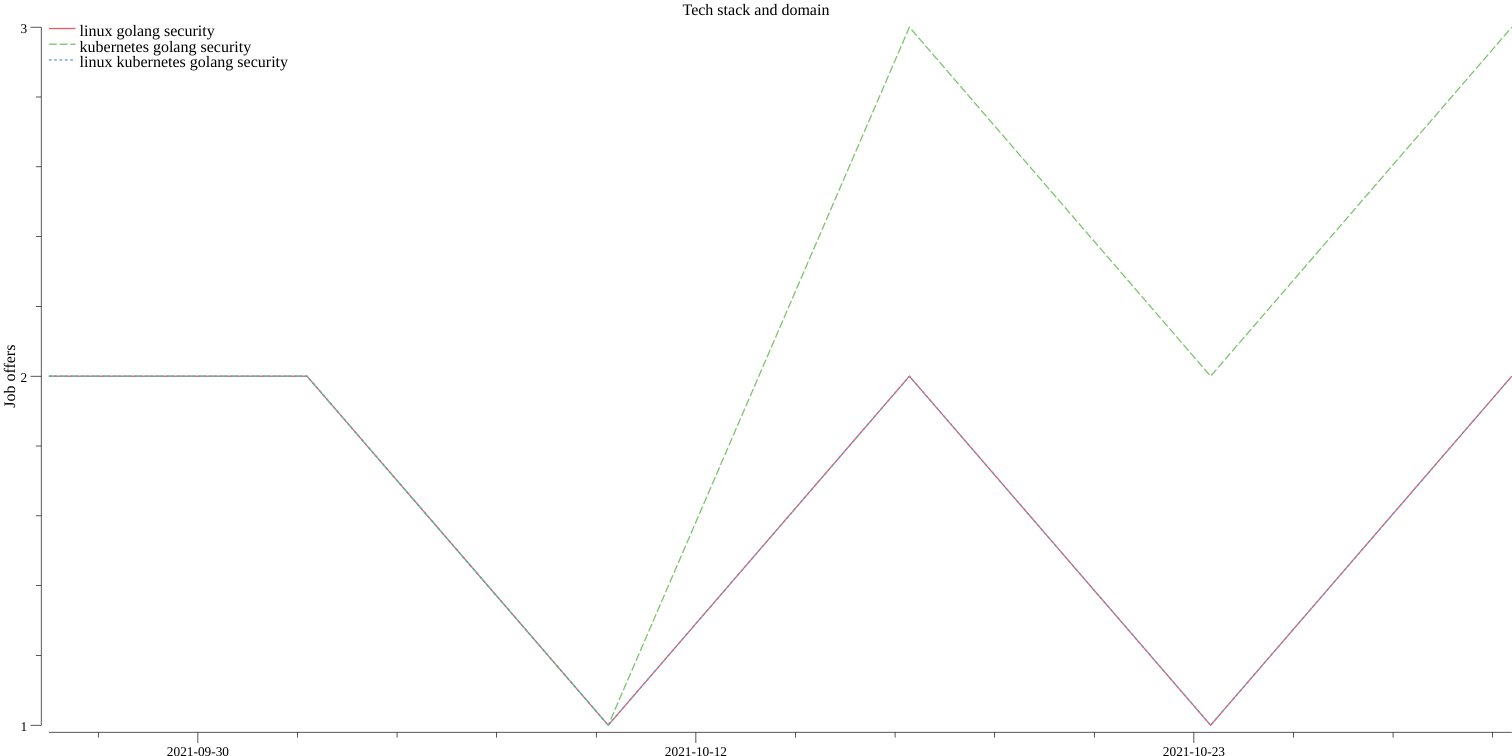 Tech stack and domain
3
linux golang security
kubernetes golang security
linux kubernetes golang security
Job offers
2
1
2021-09-30
2021-10-12
2021-10-23